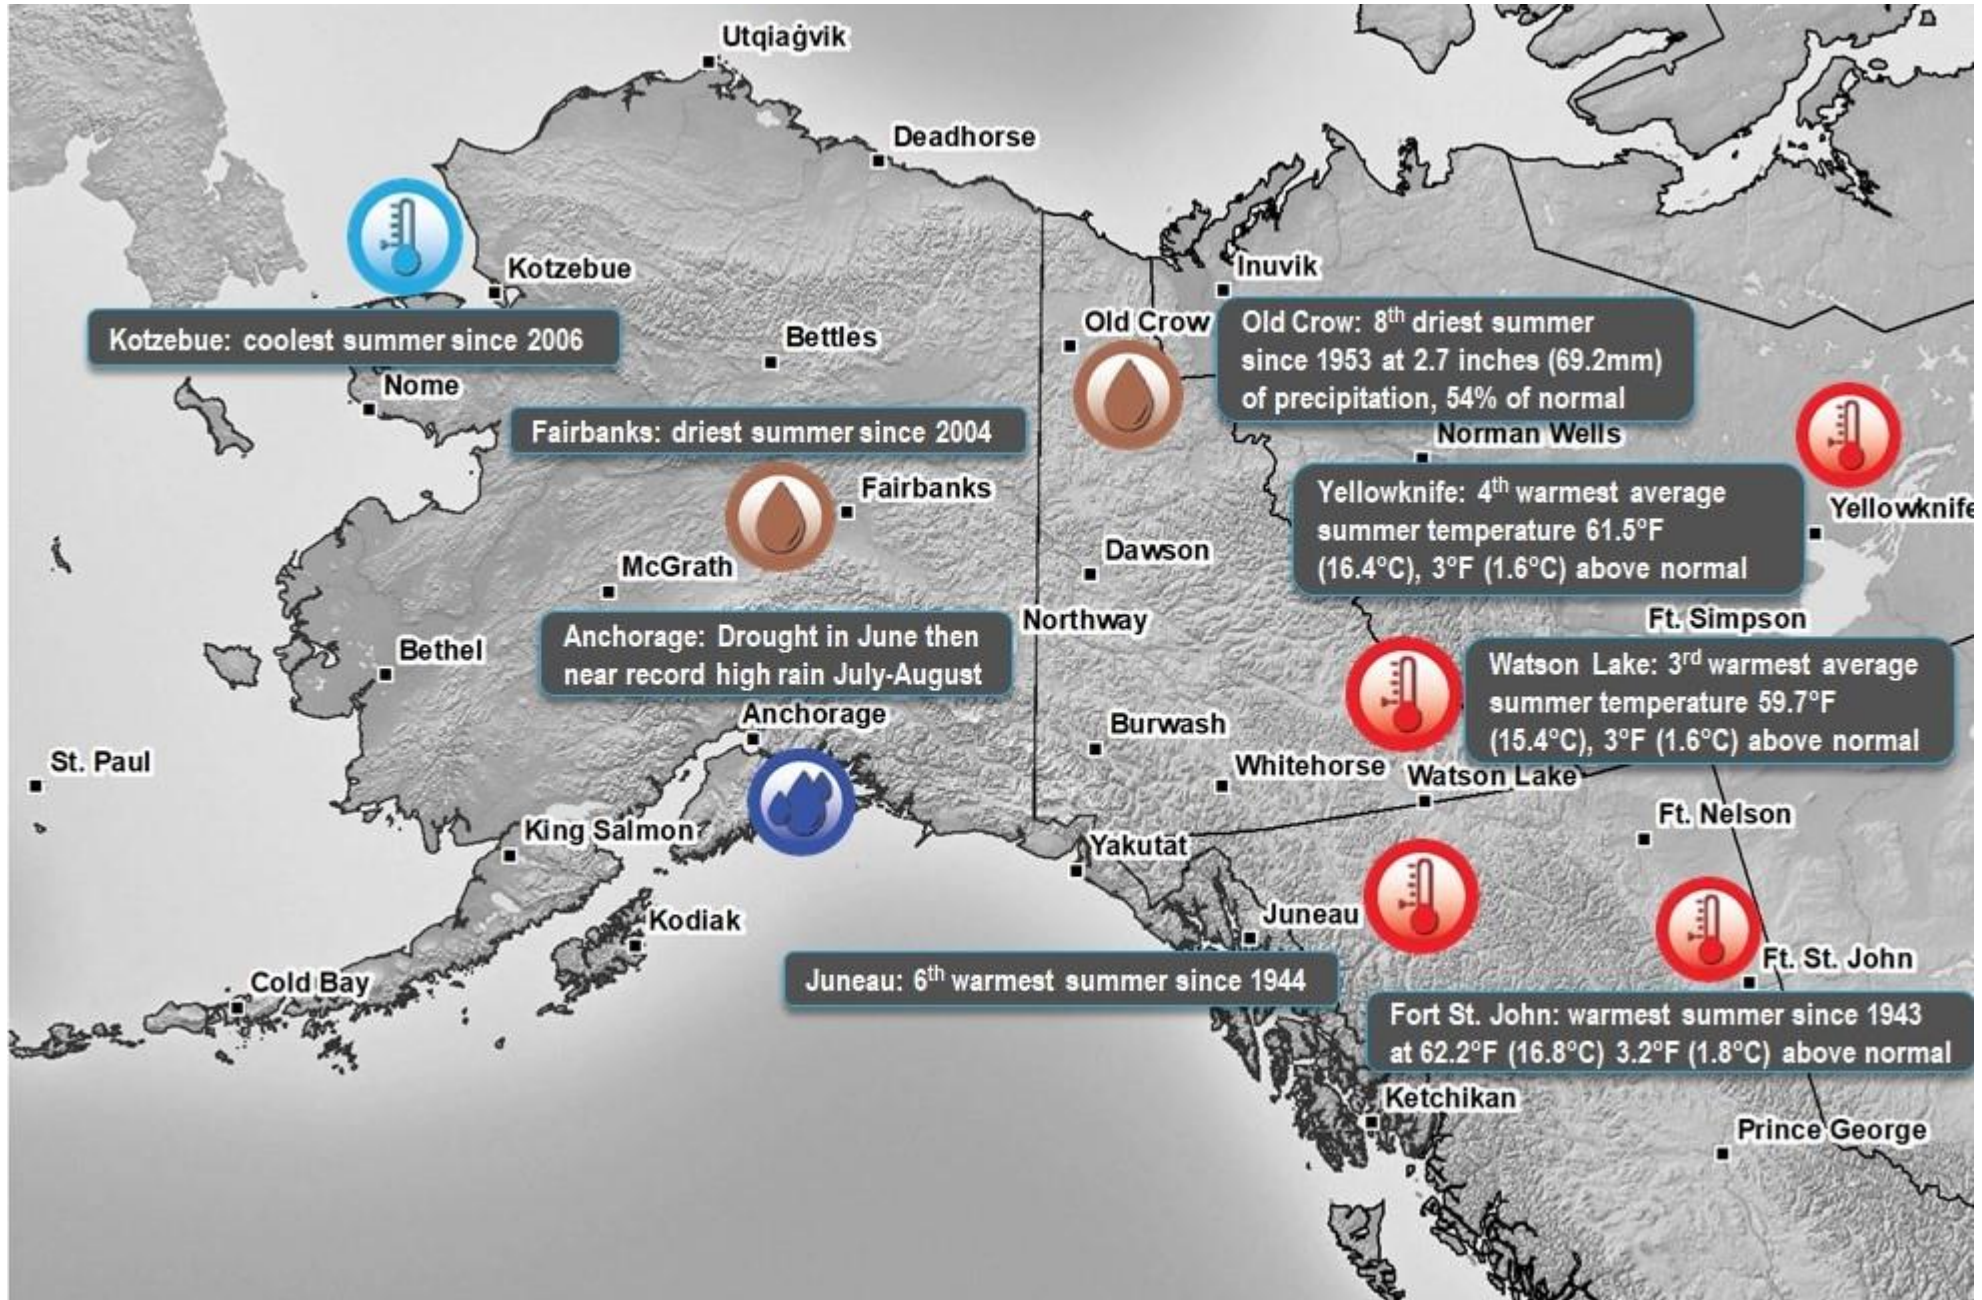 Utqiaġvik
Deadhorse
Kotzebue
Inuvik
Kotzebue: coolest summer since 2006
Bettles
Old Crow
Old Crow: 8th driest summer
since 1953 at 2.7 inches (69.2mm)
of precipitation, 54% of normal
Nome
Fairbanks: driest summer since 2004
Norman Wells
Fairbanks
Yellowknife: 4th warmest average
summer temperature 61.5°F
(16.4°C), 3°F (1.6°C) above normal
Yellowknife
McGrath
Dawson
Northway
Ft. Simpson
Anchorage: Drought in June then
near record high rain July-August
Bethel
Watson Lake: 3rd warmest average
summer temperature 59.7°F
(15.4°C), 3°F (1.6°C) above normal
Anchorage
Burwash
St. Paul
Whitehorse
Watson Lake
Ft. Nelson
King Salmon
Yakutat
Kodiak
Juneau
Cold Bay
Ft. St. John
Juneau: 6th warmest summer since 1944
Fort St. John: warmest summer since 1943
at 62.2°F (16.8°C) 3.2°F (1.8°C) above normal
Ketchikan
Prince George